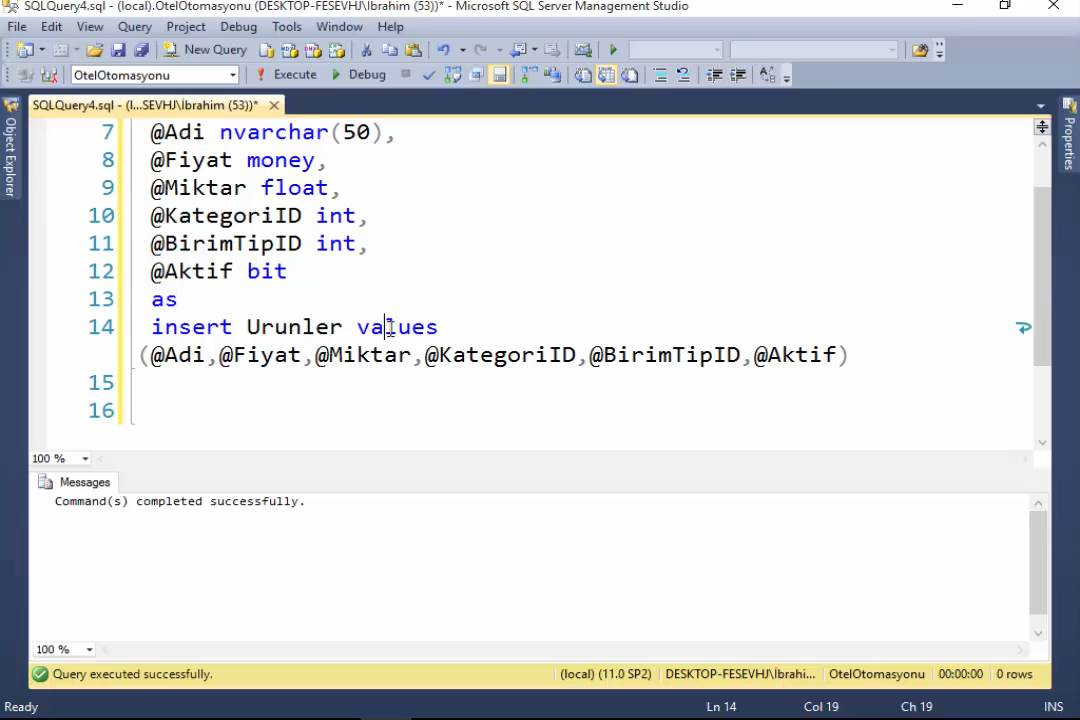 SQLQuery4.sql - (local).OtelOtomasyonu (DESKTOP-FESEVHJ\İbrahim (53))* - Microsoft SQL Server Management Studio
File Edit View Query Project Debug Tools Window Help
New Query
OtelOtomasyonu Execute Debug
SQLQuery4.sql - (l...SEVHJ\İbrahim (53))*
Object Explorer
Properties
7 @Adi nvarchar(50),
8 @Fiyat money,
9 @Miktar float,
10 @KategoriID int,
11 @BirimTipID int,
12 @Aktif bit
13 as
14 insert Urunler values
(@Adi,@Fiyat,@Miktar,@KategoriID,@BirimTipID,@Aktif)
15
16
100 %
Messages
Command(s) completed successfully.
100 %
Query executed successfully. (local) (11.0 SP2) DESKTOP-FESEVHJ\İbrahi... OtelOtomasyonu 00:00:00 0 rows
Ready Ln 14 Col 19 Ch 19 INS